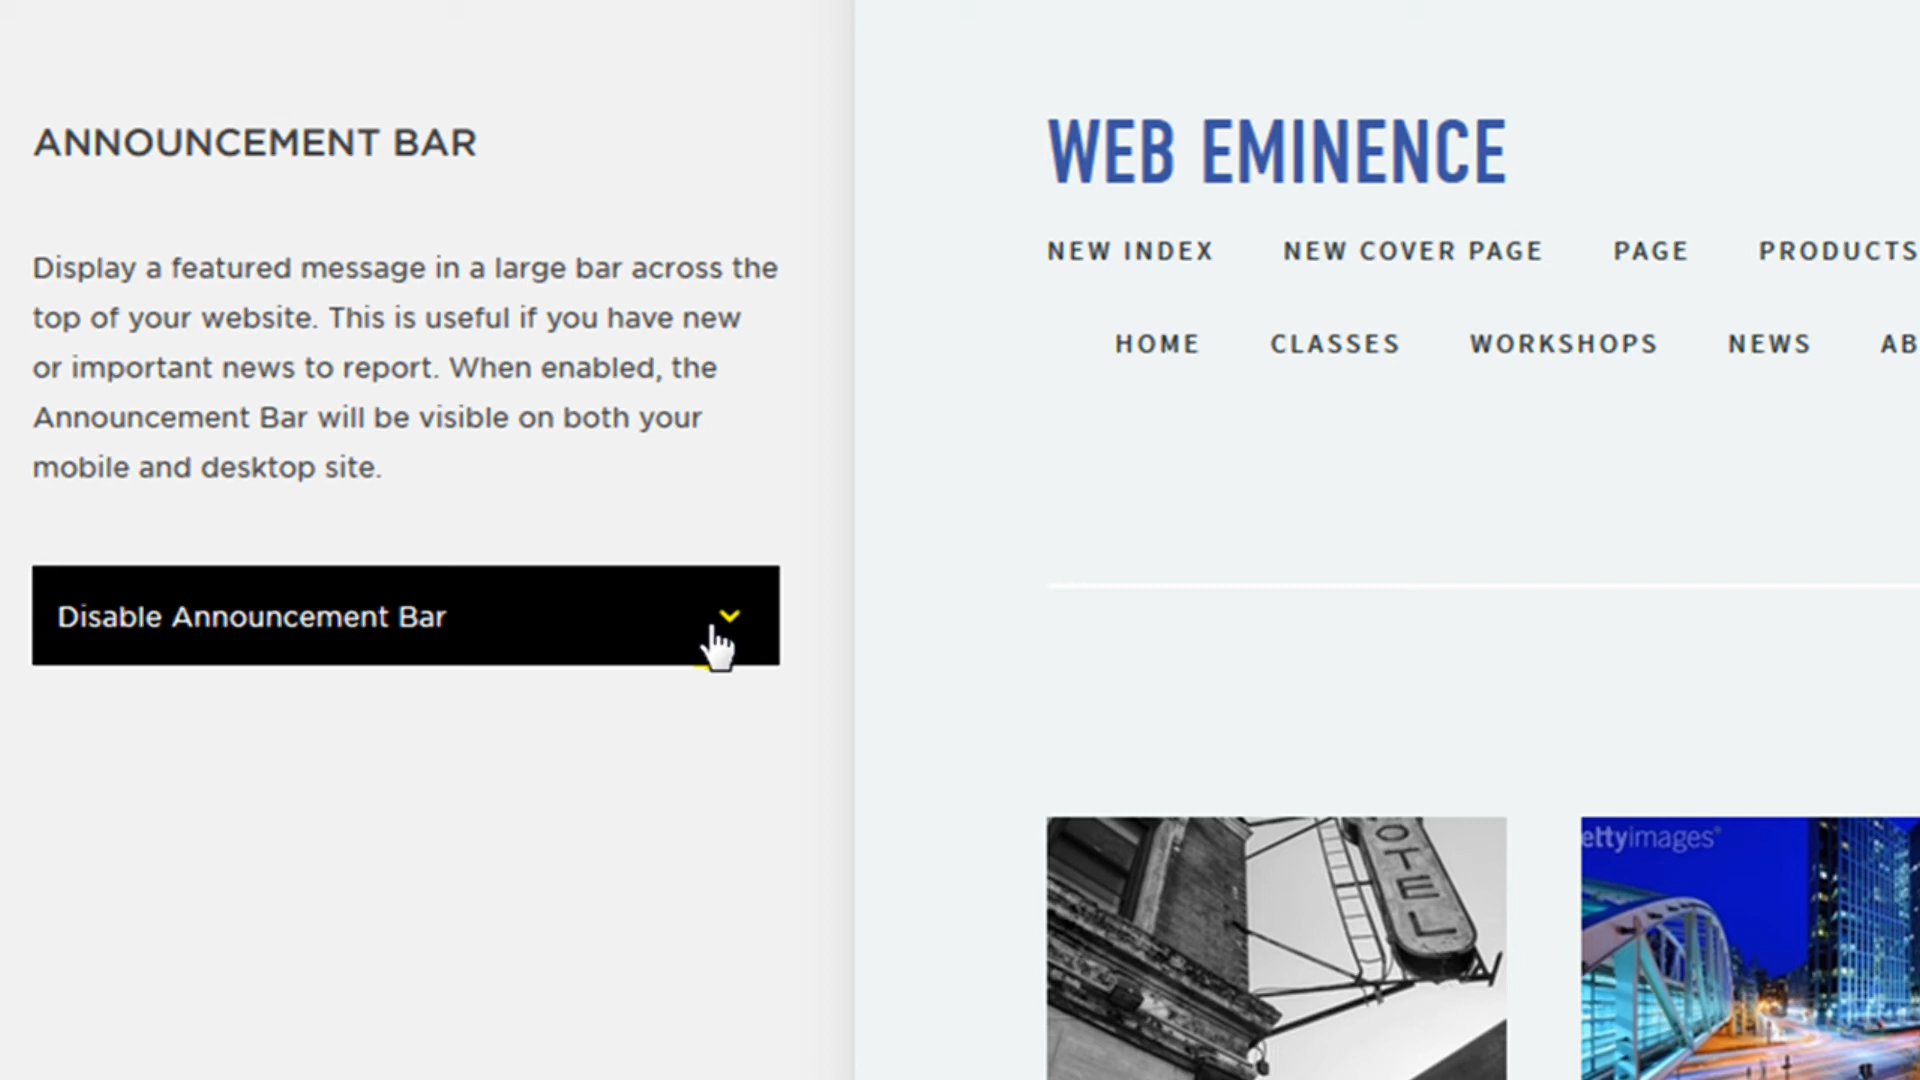 ANNOUNCEMENT BAR
Display a featured message in a large bar across the
top of your website. This is useful if you have new
or important news to report. When enabled, the
Announcement Bar will be visible on both your
mobile and desktop site.
Disable Announcement Bar
WEB EMINENCE
NEW INDEX NEW COVER PAGE PAGE PRODUCTS
HOME CLASSES WORKSHOPS NEWS AB
OTEL
ettyimages®